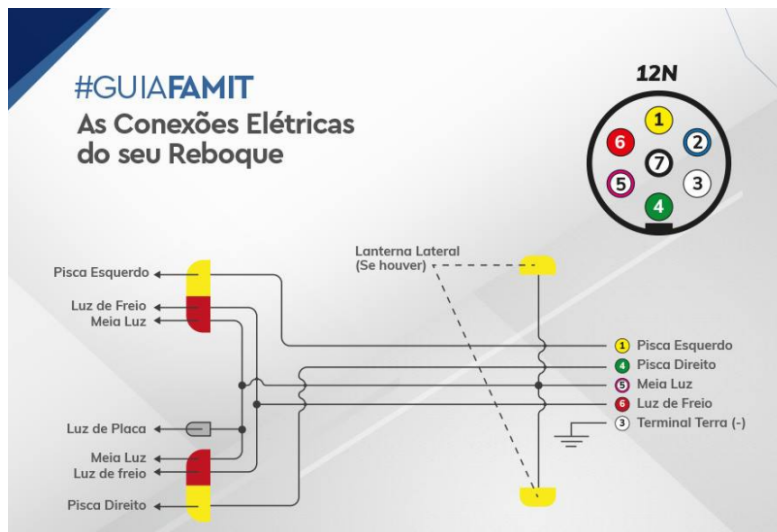 #GUIAFAMIT
As Conexões Elétricas
do seu Reboque
12N
1
6
2
7
5
3
4
Lanterna Lateral
(Se houver)
Pisca Esquerdo
Luz de Freio
Meia Luz
Luz de Placa
Meia Luz
Luz de freio
Pisca Direito
1 Pisca Esquerdo
4 Pisca Direito
5 Meia Luz
6 Luz de Freio
3 Terminal Terra (-)